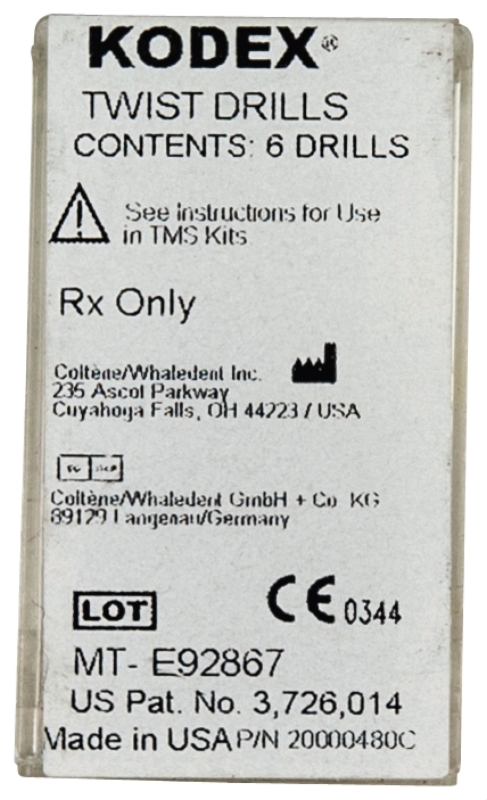 KODEX®
TWIST DRILLS
CONTENTS: 6 DRILLS
See Instructions for Use
in TMS Kits
Rx Only
Coltène/Whaledent Inc.
235 Ascot Parkway
Cuyahoga Falls, OH 44223 / USA
EC REP
Coltène/Whaledent GmbH + Co. KG
89129 Langenau/Germany
LOT
CE 0344
MT- E92867
US Pat. No. 3,726,014
Made in USA P/N 20000480C